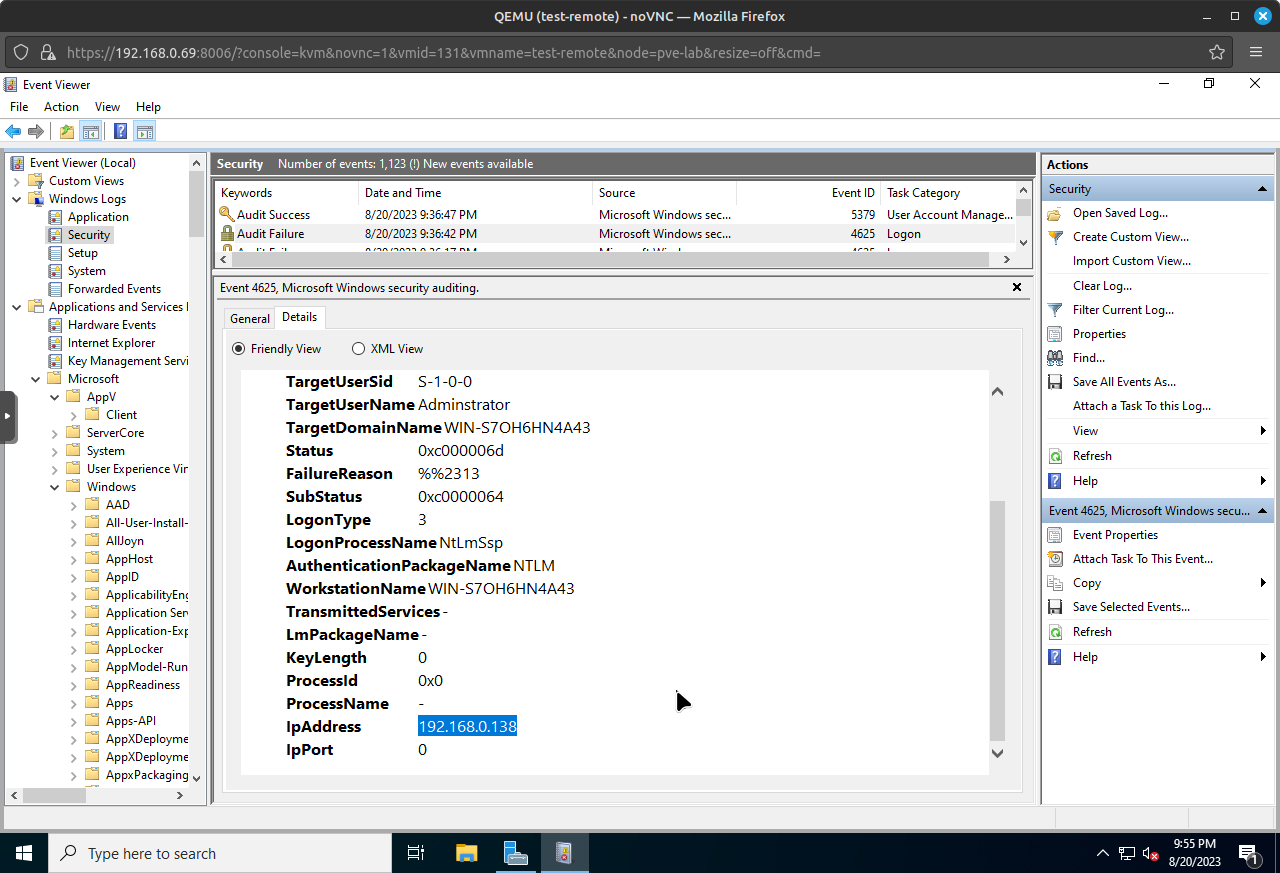 QEMU (test-remote) - noVNC — Mozilla Firefox
https://192.168.0.69:8006/?console=kvm&novnc=1&vmid=131&vmname=test-remote&node=pve-lab&resize=off&cmd=
Event Viewer
File Action View Help
Event Viewer (Local)
Custom Views
Windows Logs
Application
Security
Setup
System
Forwarded Events
Applications and Services l
Hardware Events
Internet Explorer
Key Management Servi
Microsoft
AppV
Client
ServerCore
System
User Experience Vir
Windows
AAD
All-User-Install-
AllJoyn
AppHost
AppID
ApplicabilityEng
Application Serv
Application-Exp
AppLocker
AppModel-Run
AppReadiness
Apps
Apps-API
AppXDeployme
AppXDeployme
AppxPackaging
Security Number of events: 1,123 (!) New events available
Keywords Date and Time Source Event ID Task Category
Audit Success 8/20/2023 9:36:47 PM Microsoft Windows sec... 5379 User Account Manage...
Audit Failure 8/20/2023 9:36:42 PM Microsoft Windows sec... 4625 Logon
Event 4625, Microsoft Windows security auditing.
General Details
Friendly View XML View
TargetUserSid S-1-0-0
TargetUserName Adminstrator
TargetDomainName WIN-S7OH6HN4A43
Status 0xc000006d
FailureReason %%2313
SubStatus 0xc0000064
LogonType 3
LogonProcessName NtLmSsp
AuthenticationPackageName NTLM
WorkstationName WIN-S7OH6HN4A43
TransmittedServices -
LmPackageName -
KeyLength 0
ProcessId 0x0
ProcessName -
IpAddress 192.168.0.138
IpPort 0
Actions
Security
Open Saved Log...
Create Custom View...
Import Custom View...
Clear Log...
Filter Current Log...
Properties
Find...
Save All Events As...
Attach a Task To this Log...
View
Refresh
Help
Event 4625, Microsoft Windows secu...
Event Properties
Attach Task To This Event...
Copy
Save Selected Events...
Refresh
Help
Type here to search
9:55 PM
8/20/2023
1